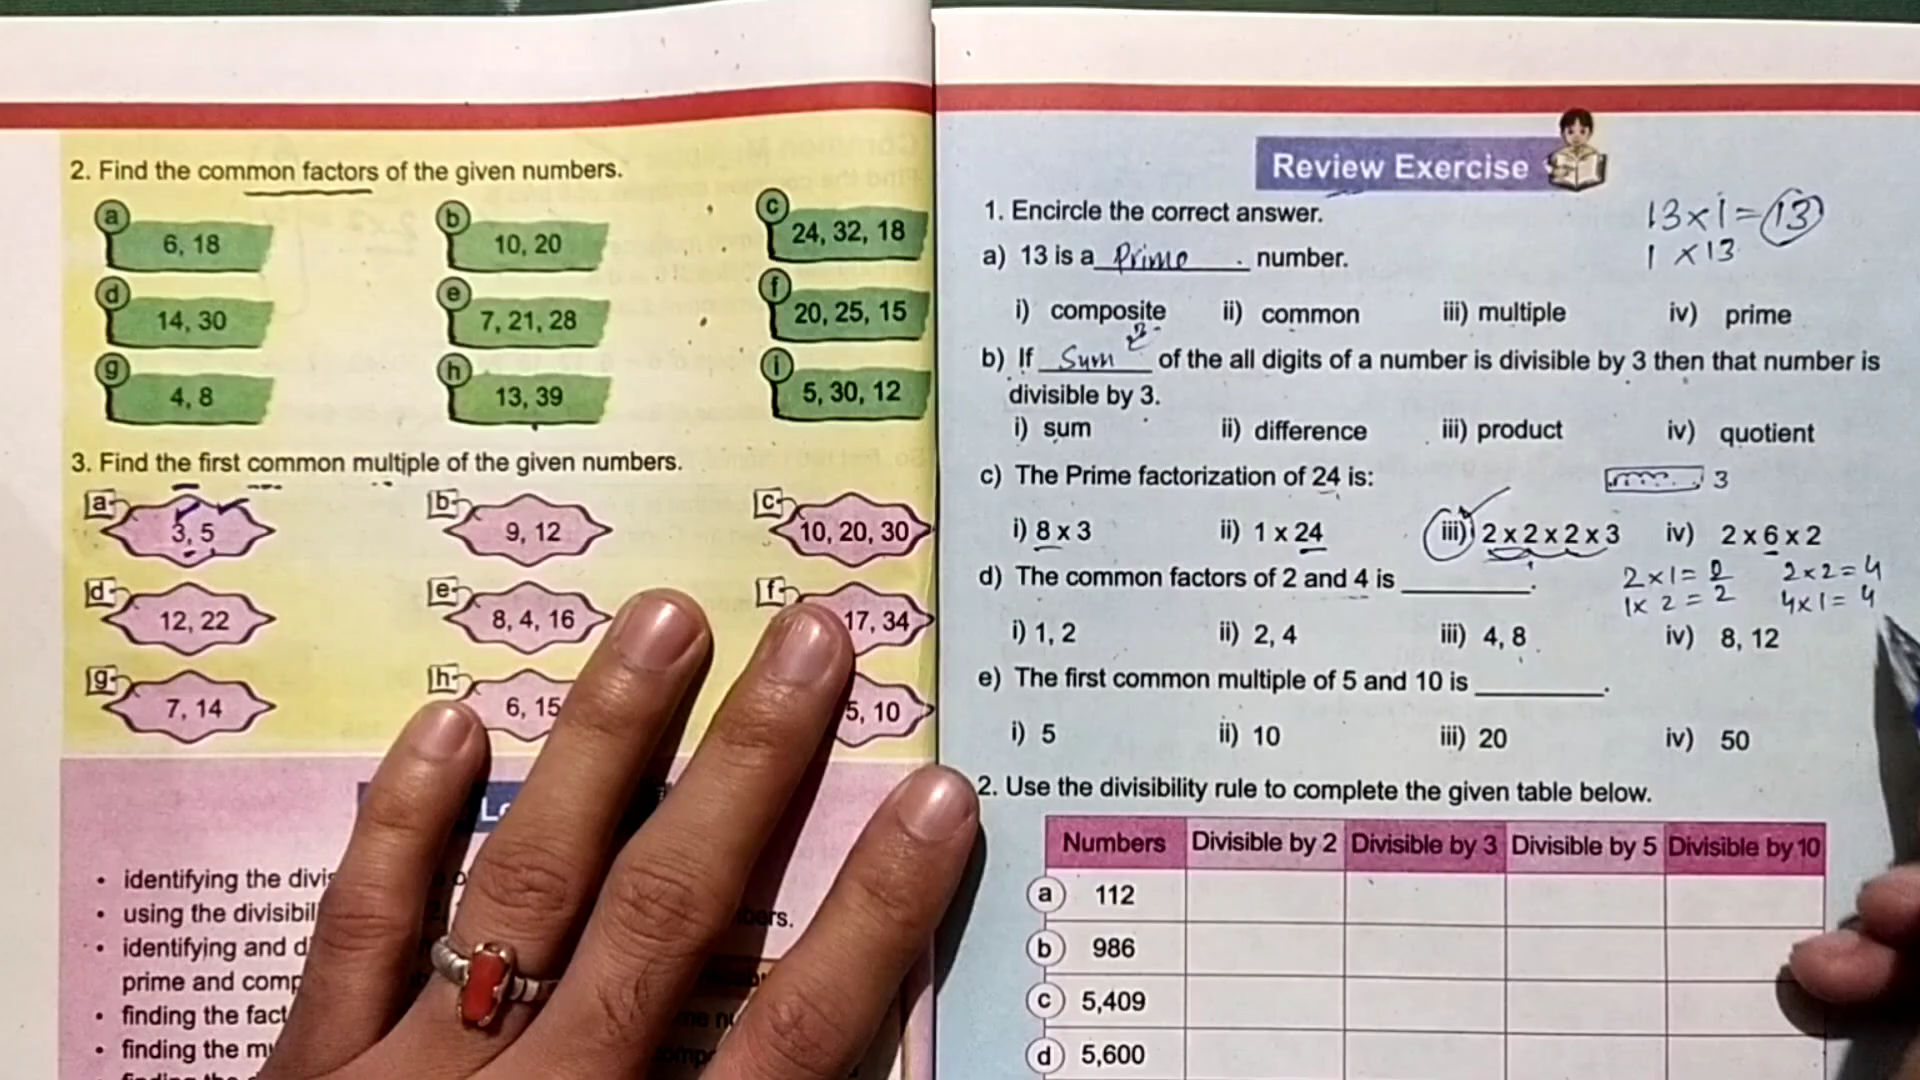 2. Find the common factors of the given numbers.
a 6, 18
b 10, 20
c 24, 32, 18
d 14, 30
e 7, 21, 28
f 20, 25, 15
g 4, 8
h 13, 39
i 5, 30, 12
3. Find the first common multiple of the given numbers.
a 3, 5
b 9, 12
c 10, 20, 30
d 12, 22
e 8, 4, 16
f 17, 34
g 7, 14
h 6, 15
5, 10
• identifying the
• using the
• identifying and
prime and
• finding the
• finding the
Review Exercise
1. Encircle the correct answer.
13 x 1 = 13
1 x 13
a) 13 is a Prime number.
i) composite ii) common iii) multiple iv) prime
b) If Sum of the all digits of a number is divisible by 3 then that number is
divisible by 3.
i) sum ii) difference iii) product iv) quotient
c) The Prime factorization of 24 is:
3
i) 8 x 3 ii) 1 x 24 iii) 2 x 2 x 2 x 3 iv) 2 x 6 x 2
d) The common factors of 2 and 4 is ________.
2 x 1 = 2 2 x 2 = 4
1 x 2 = 2 4 x 1 = 4
i) 1, 2 ii) 2, 4 iii) 4, 8 iv) 8, 12
e) The first common multiple of 5 and 10 is ________.
i) 5 ii) 10 iii) 20 iv) 50
2. Use the divisibility rule to complete the given table below.
Numbers Divisible by 2 Divisible by 3 Divisible by 5 Divisible by 10
a 112
b 986
c 5,409
d 5,600